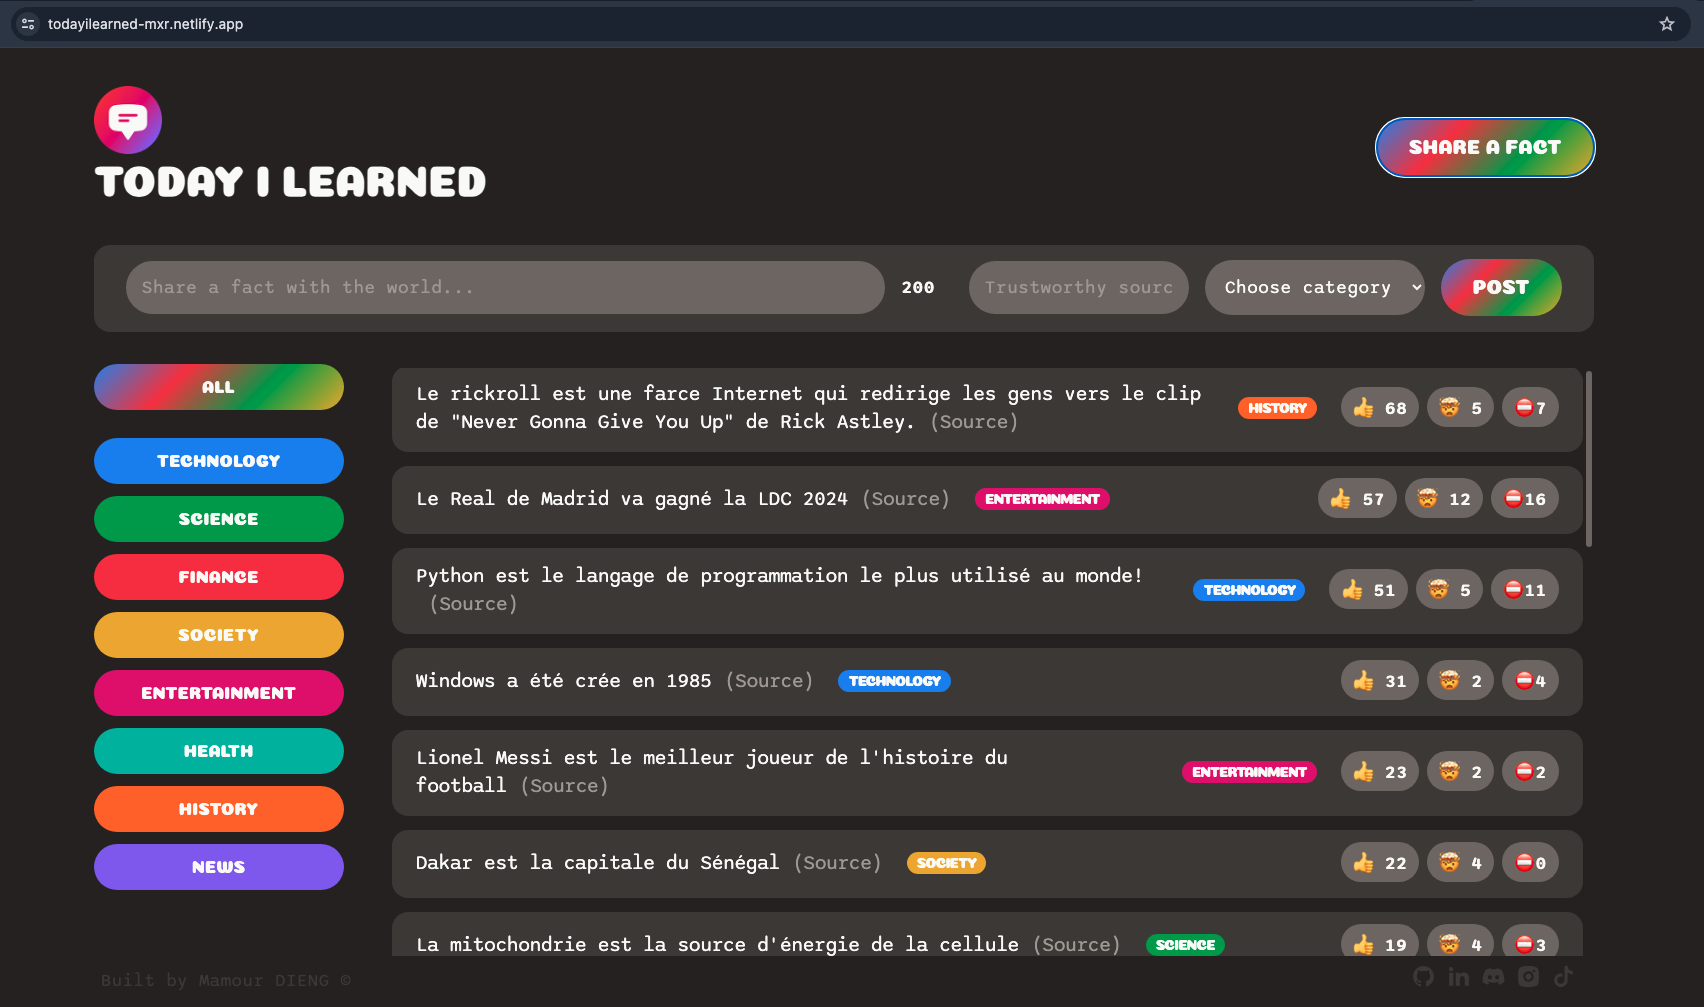 todayilearned-mxr.netlify.app
TODAY I LEARNED
SHARE A FACT
Share a fact with the world...
200
Trustworthy sourc
Choose category
POST
ALL
TECHNOLOGY
SCIENCE
FINANCE
SOCIETY
ENTERTAINMENT
HEALTH
HISTORY
NEWS
Le rickroll est une farce Internet qui redirige les gens vers le clip
de "Never Gonna Give You Up" de Rick Astley. (Source)
HISTORY
👍 68
🤯 5
⛔7
Le Real de Madrid va gagné la LDC 2024 (Source)
ENTERTAINMENT
👍 57
🤯 12
⛔16
Python est le langage de programmation le plus utilisé au monde!
(Source)
TECHNOLOGY
👍 51
🤯 5
⛔11
Windows a été crée en 1985 (Source)
TECHNOLOGY
👍 31
🤯 2
⛔4
Lionel Messi est le meilleur joueur de l'histoire du
football (Source)
ENTERTAINMENT
👍 23
🤯 2
⛔2
Dakar est la capitale du Sénégal (Source)
SOCIETY
👍 22
🤯 4
⛔0
La mitochondrie est la source d'énergie de la cellule (Source)
SCIENCE
👍 19
🤯 4
⛔3
Built by Mamour DIENG ©